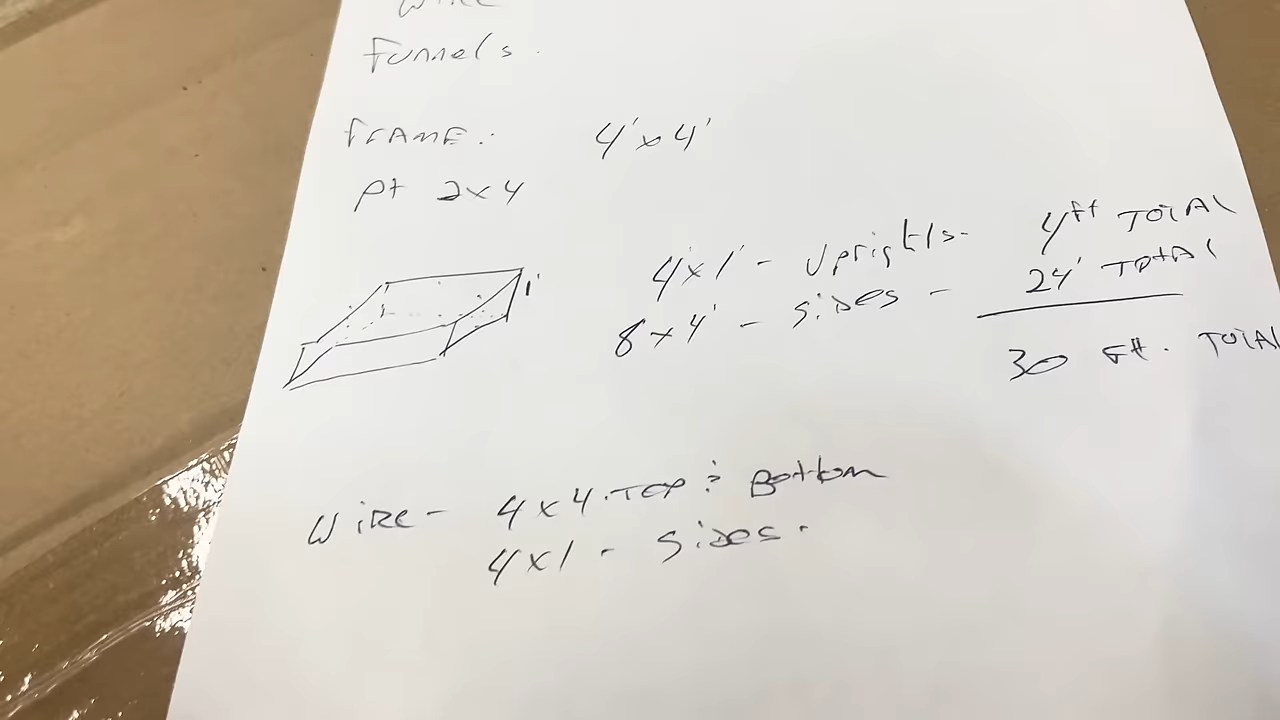 WIRE
Funnels.
FRAME: 4'x4'
Pt 2x4
4x1' - Uprights. 4ft TOTAL
8x4' - Sides - 24' TOTAL
1'
30 Ft. TOTAL
WIRE - 4x4. TOP & Bottom
4x1 - Sides.